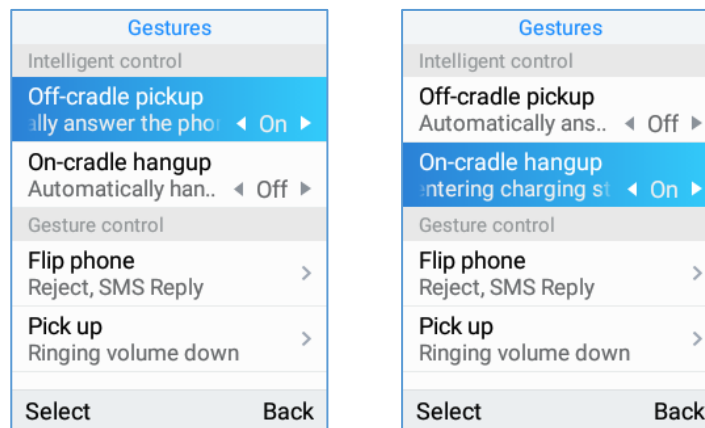 Gestures
Intelligent control
Off-cradle pickup
ally answer the phor On
On-cradle hangup
Automatically han.. Off
Gesture control
Flip phone
Reject, SMS Reply
Pick up
Ringing volume down
Select Back
Gestures
Intelligent control
Off-cradle pickup
Automatically ans.. Off
On-cradle hangup
entering charging st On
Gesture control
Flip phone
Reject, SMS Reply
Pick up
Ringing volume down
Select Back